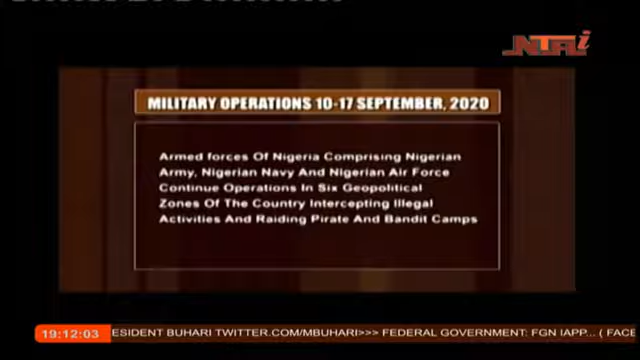 NTAi
MILITARY OPERATIONS 10-17 SEPTEMBER, 2020
Armed forces Of Nigeria Comprising Nigerian
Army, Nigerian Navy And Nigerian Air Force
Continue Operations In Six Geopolitical
Zones Of The Country Intercepting Illegal
Activities And Raiding Pirate And Bandit Camps
19:12:03 ESIDENT BUHARI TWITTER.COM/MBUHARI>>> FEDERAL GOVERNMENT: FGN IAPP... ( FACE